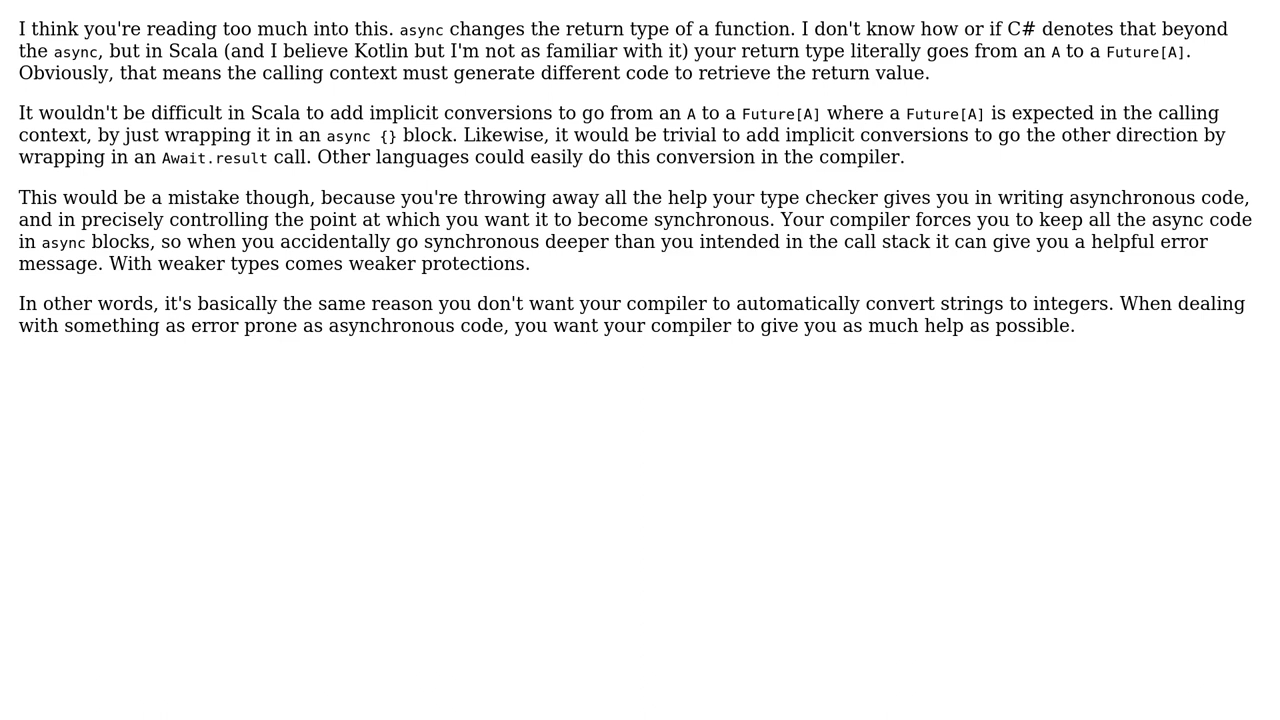 I think you're reading too much into this. async changes the return type of a function. I don't know how or if C# denotes that beyond
the async, but in Scala (and I believe Kotlin but I'm not as familiar with it) your return type literally goes from an A to a Future[A].
Obviously, that means the calling context must generate different code to retrieve the return value.
It wouldn't be difficult in Scala to add implicit conversions to go from an A to a Future[A] where a Future[A] is expected in the calling
context, by just wrapping it in an async {} block. Likewise, it would be trivial to add implicit conversions to go the other direction by
wrapping in an Await.result call. Other languages could easily do this conversion in the compiler.
This would be a mistake though, because you're throwing away all the help your type checker gives you in writing asynchronous code,
and in precisely controlling the point at which you want it to become synchronous. Your compiler forces you to keep all the async code
in async blocks, so when you accidentally go synchronous deeper than you intended in the call stack it can give you a helpful error
message. With weaker types comes weaker protections.
In other words, it's basically the same reason you don't want your compiler to automatically convert strings to integers. When dealing
with something as error prone as asynchronous code, you want your compiler to give you as much help as possible.